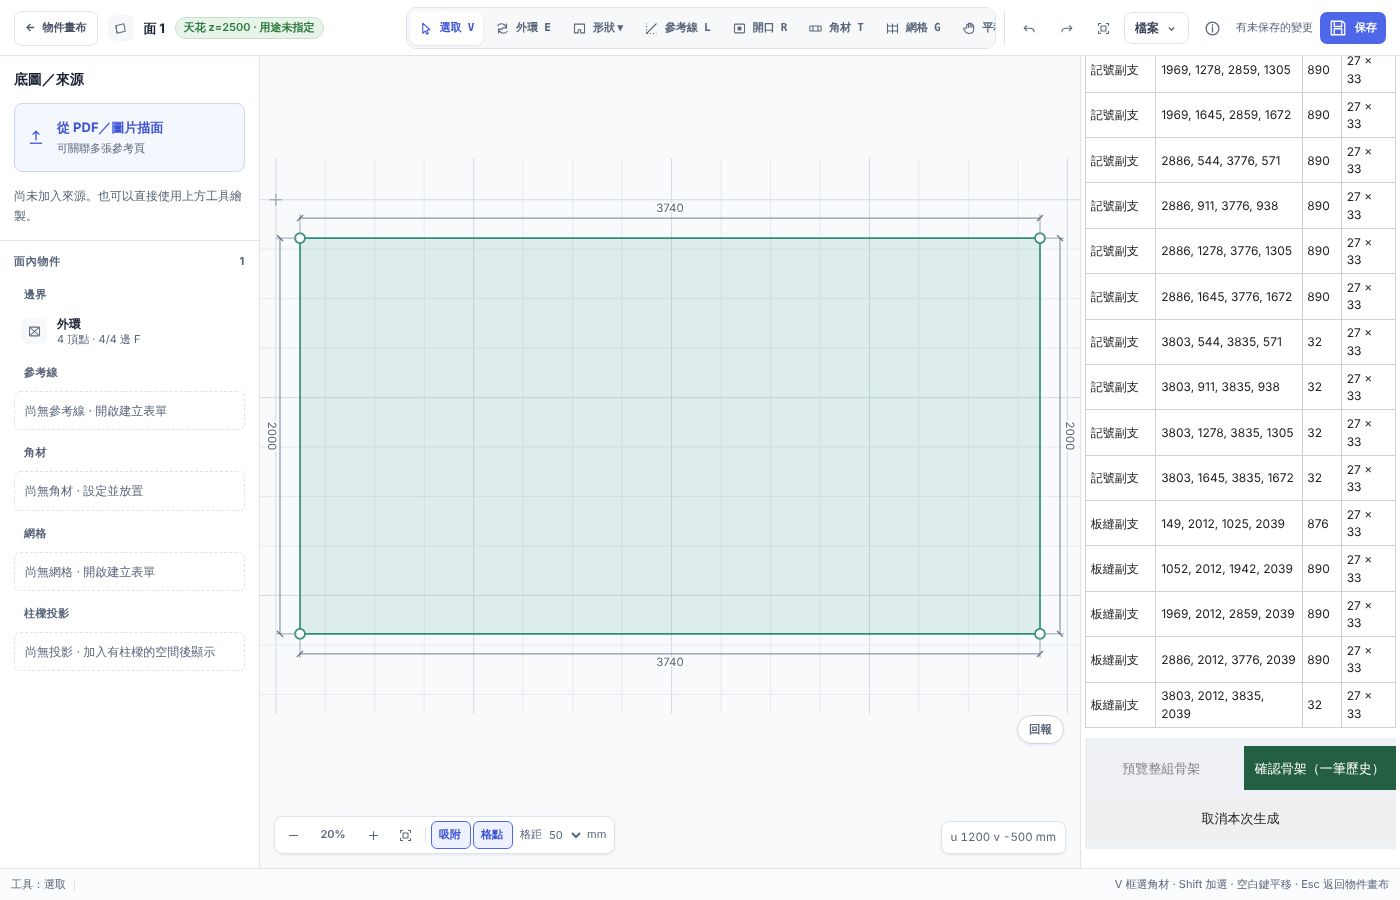 物件畫布
面 1
天花 z=2500 · 用途未指定
選取 V
外環 E
形狀▾
參考線 L
開口 R
角材 T
網格 G
檔案
有未保存的變更
保存
底圖／來源
從 PDF／圖片描面
可關聯多張參考頁
尚未加入來源。也可以直接使用上方工具繪
製。
面內物件 1
邊界
外環
4 頂點 · 4/4 邊 F
參考線
尚無參考線 · 開啟建立表單
角材
尚無角材 · 設定並放置
網格
尚無網格 · 開啟建立表單
柱樑投影
尚無投影 · 加入有柱樑的空間後顯示
3740
2000
2000
3740
回報
20%
吸附
格點
格距 50 mm
u 1200 v -500 mm
記號副支 1969, 1278, 2859, 1305 890 27 ×
33
記號副支 1969, 1645, 2859, 1672 890 27 ×
33
記號副支 2886, 544, 3776, 571 890 27 ×
33
記號副支 2886, 911, 3776, 938 890 27 ×
33
記號副支 2886, 1278, 3776, 1305 890 27 ×
33
記號副支 2886, 1645, 3776, 1672 890 27 ×
33
記號副支 3803, 544, 3835, 571 32 27 ×
33
記號副支 3803, 911, 3835, 938 32 27 ×
33
記號副支 3803, 1278, 3835, 1305 32 27 ×
33
記號副支 3803, 1645, 3835, 1672 32 27 ×
33
板縫副支 149, 2012, 1025, 2039 876 27 ×
33
板縫副支 1052, 2012, 1942, 2039 890 27 ×
33
板縫副支 1969, 2012, 2859, 2039 890 27 ×
33
板縫副支 2886, 2012, 3776, 2039 890 27 ×
33
板縫副支 3803, 2012, 3835,
2039 32 27 ×
33
預覽整組骨架
確認骨架（一筆歷史）
取消本次生成
工具：選取
V 框選角材 · Shift 加選 · 空白鍵平移 · Esc 返回物件畫布